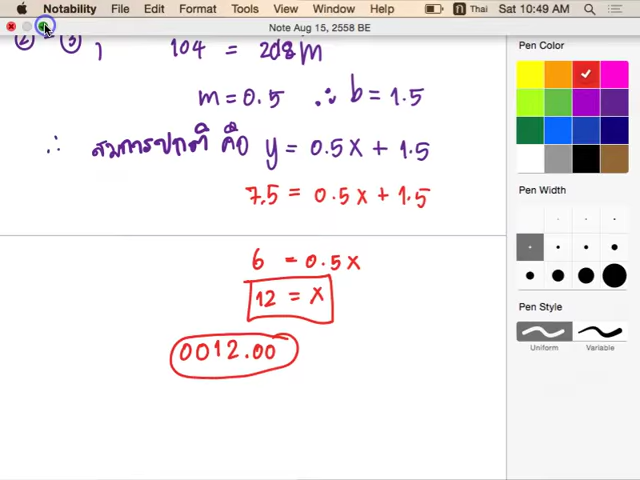 Notability File Edit Format Tools View Window Help Thai Sat 10:49 AM
Note Aug 15, 2558 BE
② ③ 104 = 208m
m = 0.5 ∴ b = 1.5
∴ สมการปกติ คือ y = 0.5x + 1.5
7.5 = 0.5x + 1.5
6 = 0.5x
12 = x
0012.00
Pen Color
Pen Width
Pen Style
Uniform Variable